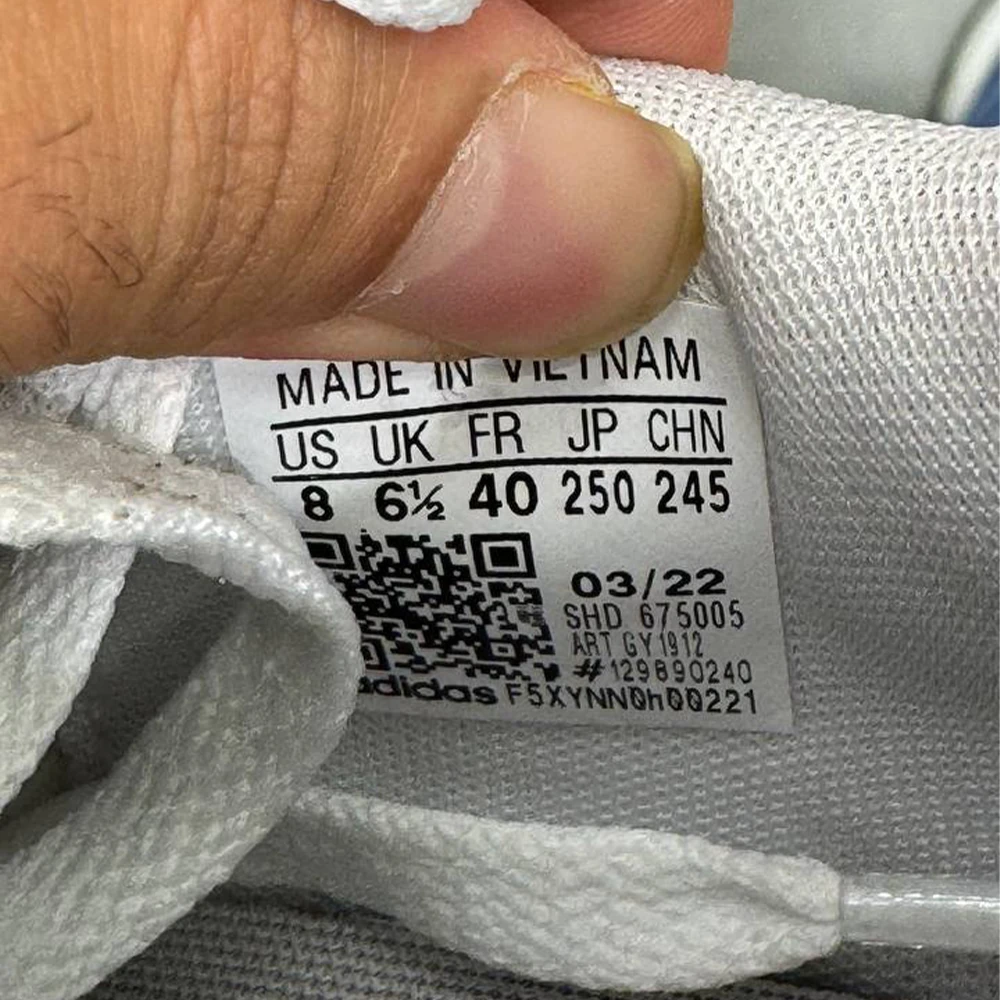 MADE IN VIETNAM
US UK FR JP CHN
8 6½ 40 250 245
03/22
SHD 675005
ART GY1912
#129890240
adidas F5XYNN0h00221